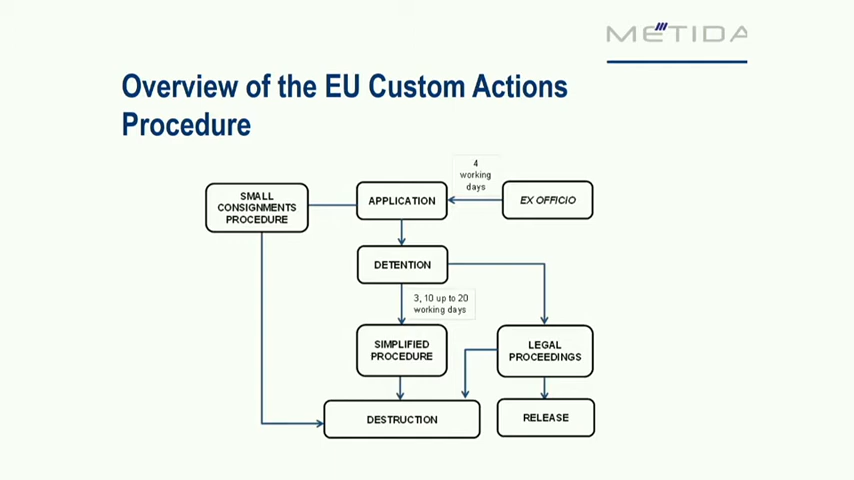 METIDA
Overview of the EU Custom Actions
Procedure
4
working
days
SMALL
CONSIGNMENTS
PROCEDURE
APPLICATION
EX OFFICIO
DETENTION
3, 10 up to 20
working days
SIMPLIFIED
PROCEDURE
LEGAL
PROCEEDINGS
DESTRUCTION
RELEASE